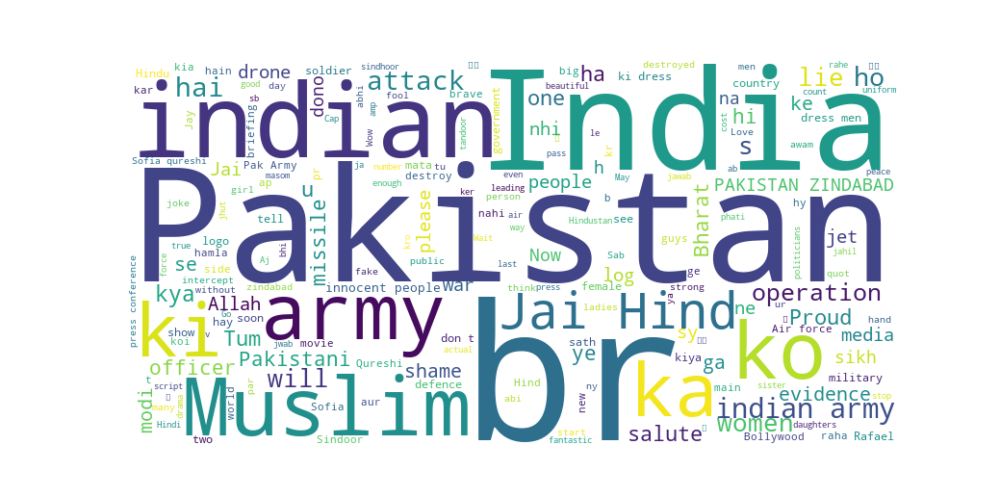 kia hain drone soldier sindhoor big ha destroyed men rahe
Hindu hai dono abhi attack beautiful ki dress lie ho
kar good day sb fool amp brave one ke country count uniform
indian India
Jay briefing Cap Wow tandoor government nhi na cost dress men
hi Love awam
le kr
pass s ab
Sofia qureshi Pak Army masom ja mata tu even h peace
Jai pr number destroy enough ker leading people May jawab
girl ap u person b PAKISTAN ZINDABAD
Pakistan
joke jhut tell missile nahi air way Hindustan see phati hy
logo bhi please Bharat politicians jet
true hamla kro Wait Now Sab guys jahil
force Aj fake public last log ge quot
se side
intercept without zindabad innocent people war think press female strong
kya Allah ya operation
press conference v Go soon army Jai Hind ladies ne ur hand
ki show hay don t sy Proud
koi Tum movie Air force media
Pakistani jwab actual sath ye kiya ga ko sikh
officer will Qureshi shame Hind main military
t modi script many drama world par Sofia aur defence abi ny new br ka sister evidence stop
Muslim indian army
Hindi women daughters
two Sindoor start fantastic salute Bollywood raha Rafael